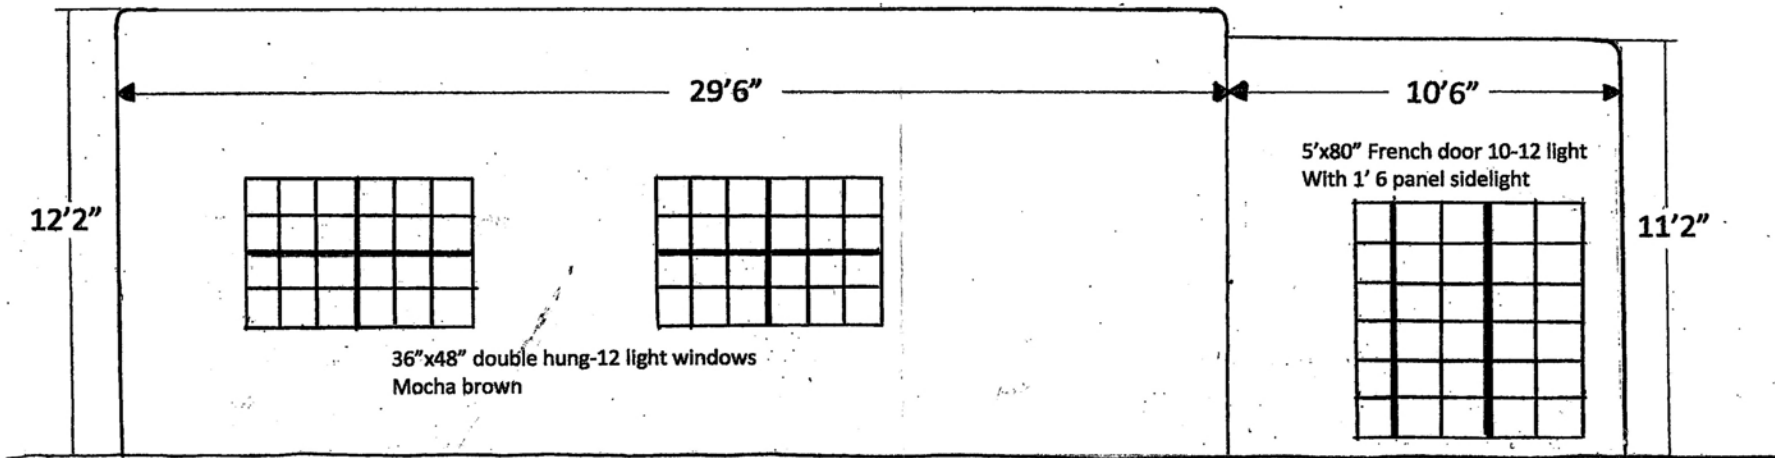 29'6"
10'6"
5'x80" French door 10-12 light
With 1' 6 panel sidelight
12'2"
11'2"
36"x48" double hung-12 light windows
Mocha brown